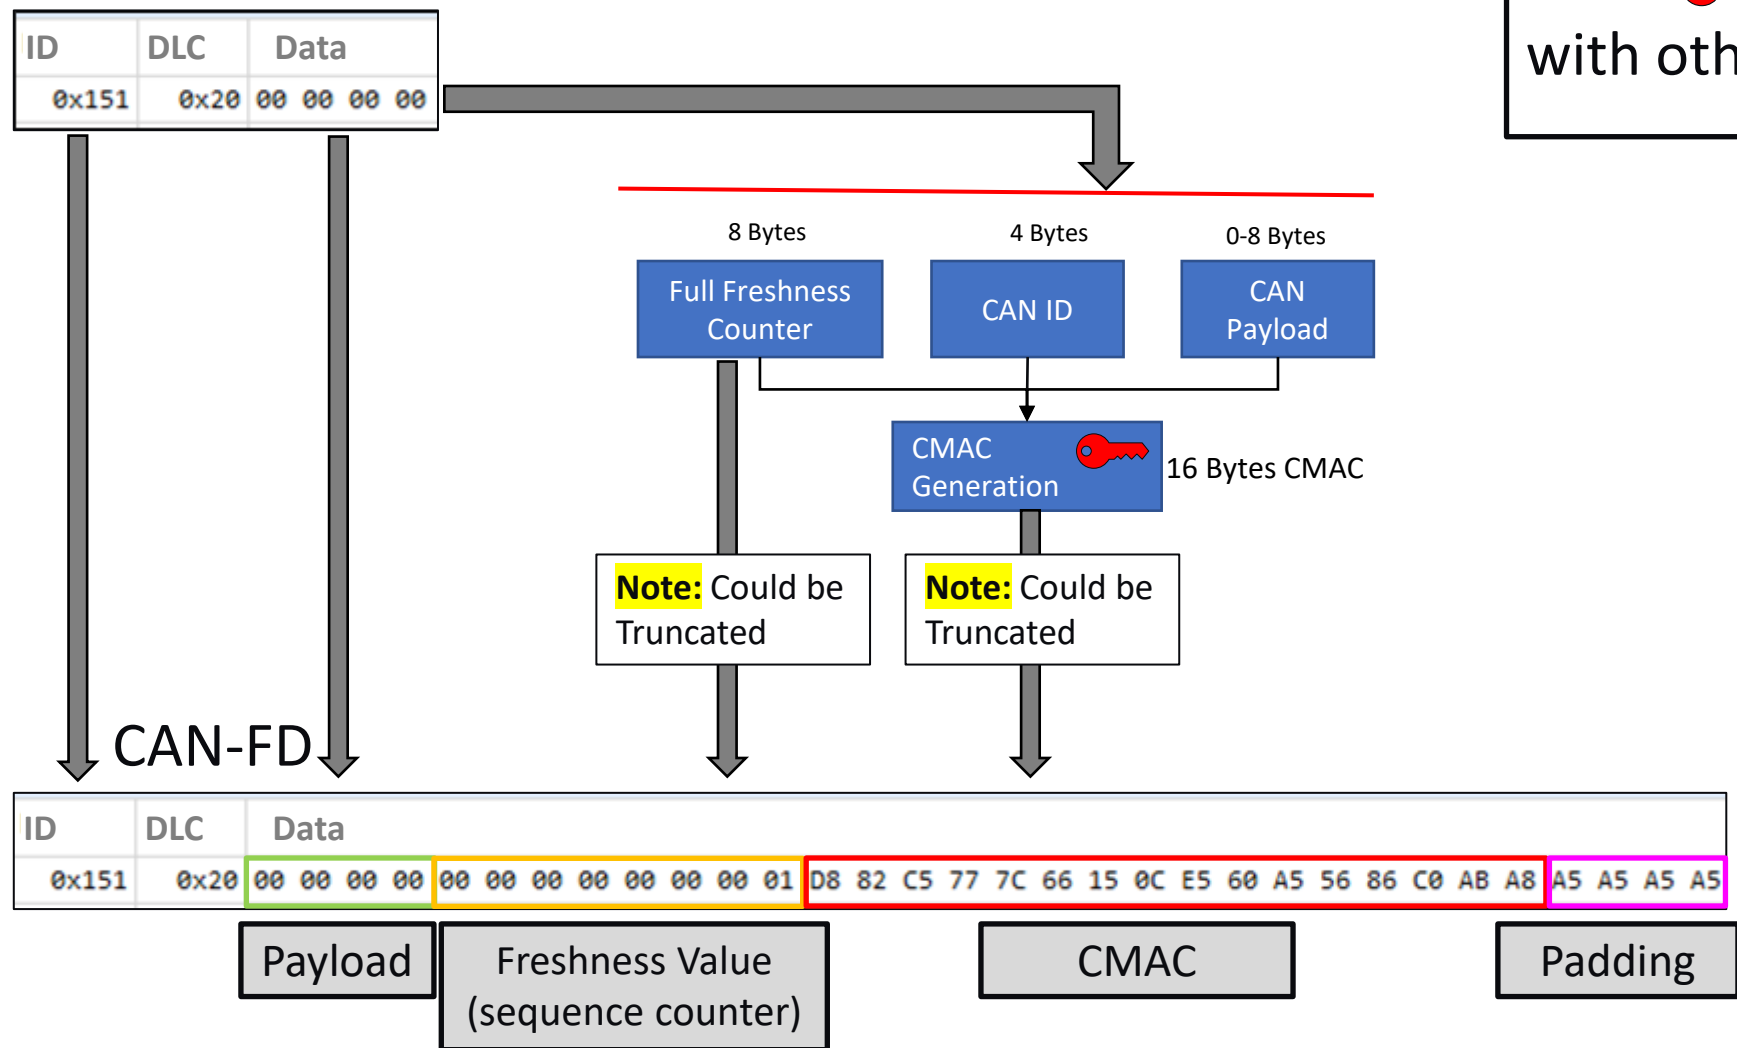 ID DLC Data
0x151 0x20 00 00 00 00
with oth
8 Bytes
4 Bytes
0-8 Bytes
Full Freshness
Counter
CAN ID
CAN
Payload
CMAC
Generation
16 Bytes CMAC
Note: Could be
Truncated
Note: Could be
Truncated
CAN-FD
ID DLC Data
0x151 0x20 00 00 00 00 00 00 00 00 00 00 00 01 D8 82 C5 77 7C 66 15 0C E5 60 A5 56 86 C0 AB A8 A5 A5 A5 A5
Payload
Freshness Value
(sequence counter)
CMAC
Padding